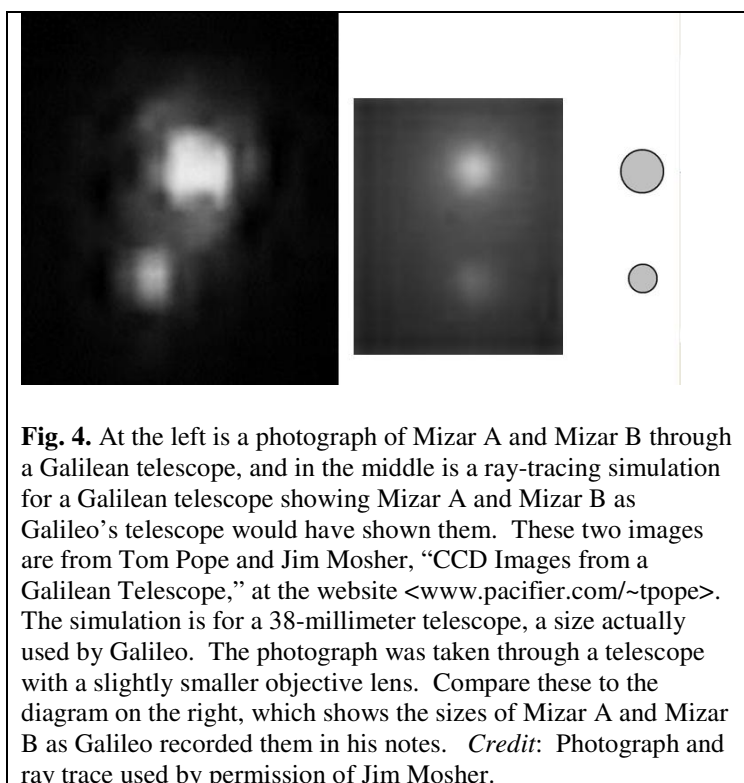 Fig. 4. At the left is a photograph of Mizar A and Mizar B through
a Galilean telescope, and in the middle is a ray-tracing simulation
for a Galilean telescope showing Mizar A and Mizar B as
Galileo’s telescope would have shown them. These two images
are from Tom Pope and Jim Mosher, “CCD Images from a
Galilean Telescope,” at the website <www.pacifier.com/~tpope>.
The simulation is for a 38-millimeter telescope, a size actually
used by Galileo. The photograph was taken through a telescope
with a slightly smaller objective lens. Compare these to the
diagram on the right, which shows the sizes of Mizar A and Mizar
B as Galileo recorded them in his notes. Credit: Photograph and
ray trace used by permission of Jim Mosher.